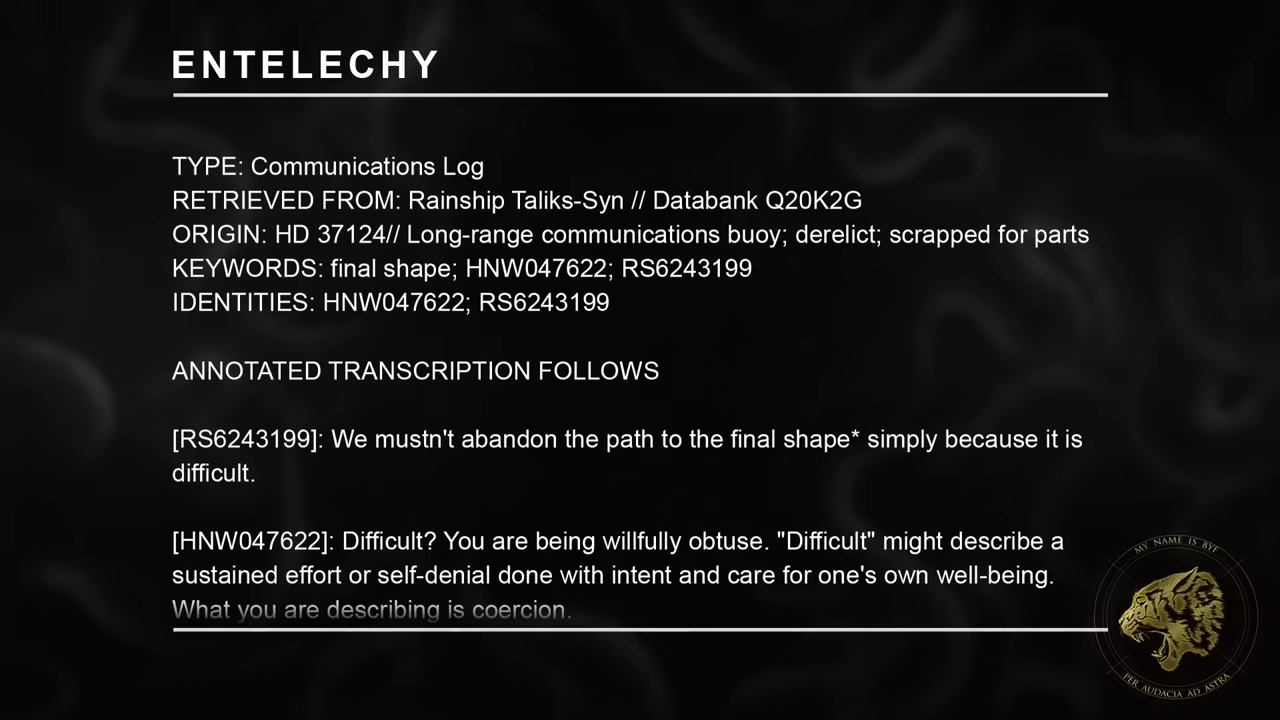 ENTELECHY
TYPE: Communications Log
RETRIEVED FROM: Rainship Taliks-Syn // Databank Q20K2G
ORIGIN: HD 37124// Long-range communications buoy; derelict; scrapped for parts
KEYWORDS: final shape; HNW047622; RS6243199
IDENTITIES: HNW047622; RS6243199
ANNOTATED TRANSCRIPTION FOLLOWS
[RS6243199]: We mustn't abandon the path to the final shape* simply because it is
difficult.
[HNW047622]: Difficult? You are being willfully obtuse. "Difficult" might describe a
sustained effort or self-denial done with intent and care for one's own well-being.
What you are describing is coercion.
MY NAME IS BYF
PER AUDACIA AD ASTRA